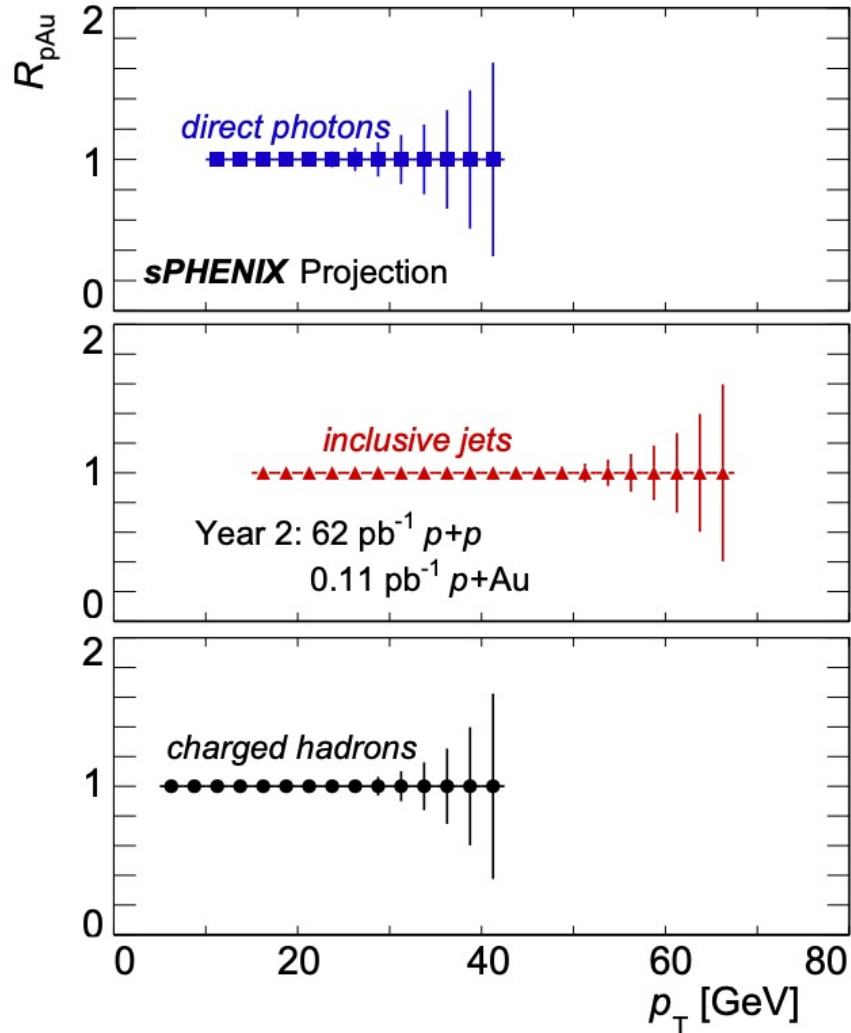 R_pAu
2
direct photons
1
sPHENIX Projection
0
2
inclusive jets
1
Year 2: 62 pb⁻¹ p+p
0.11 pb⁻¹ p+Au
0
2
charged hadrons
1
0
0 20 40 60 80
p_T [GeV]